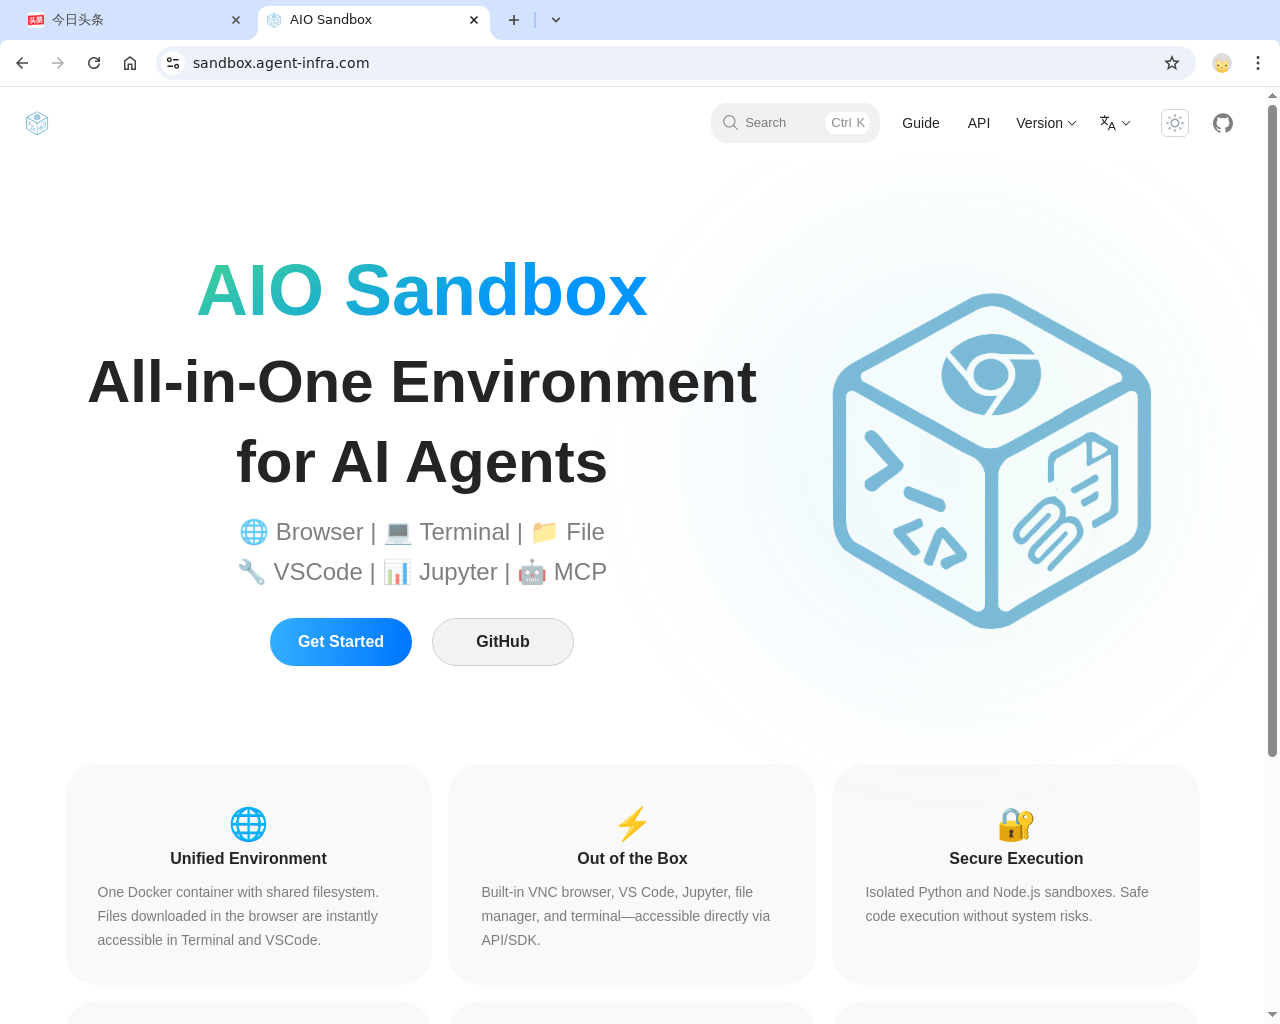 今日头条
AIO Sandbox
sandbox.agent-infra.com
Search Ctrl K
Guide
API
Version
AIO Sandbox
All-in-One Environment
for AI Agents
🌐 Browser | 💻 Terminal | 📁 File
🔧 VSCode | 📊 Jupyter | 🤖 MCP
Get Started
GitHub
Unified Environment
One Docker container with shared filesystem.
Files downloaded in the browser are instantly
accessible in Terminal and VSCode.
Out of the Box
Built-in VNC browser, VS Code, Jupyter, file
manager, and terminal—accessible directly via
API/SDK.
Secure Execution
Isolated Python and Node.js sandboxes. Safe
code execution without system risks.